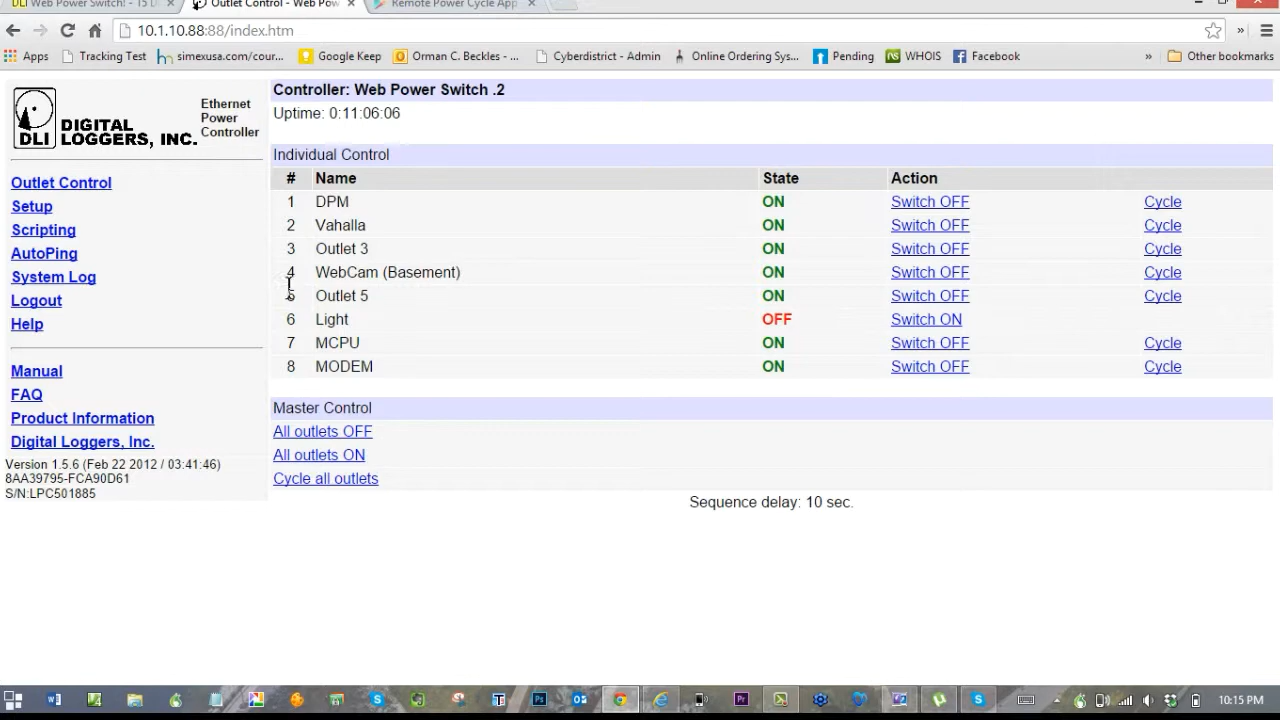 DLI Web Power Switch! - 15 D
Outlet Control - Web Pow
Remote Power Cycle App
10.1.10.88:88/index.htm
Apps Tracking Test simexusa.com/cour... Google Keep Orman C. Beckles - ... Cyberdistrict - Admin Online Ordering Sy... Pending WHOIS Facebook » Other bookmarks
DLI DIGITAL LOGGERS, INC.
Ethernet
Power
Controller
Outlet Control
Setup
Scripting
AutoPing
System Log
Logout
Help
Manual
FAQ
Product Information
Digital Loggers, Inc.
Version 1.5.6 (Feb 22 2012 / 03:41:46)
8AA39795-FCA90D61
S/N:LPC501885
Controller: Web Power Switch .2
Uptime: 0:11:06:06
Individual Control
# Name State Action
1 DPM ON Switch OFF Cycle
2 Vahalla ON Switch OFF Cycle
3 Outlet 3 ON Switch OFF Cycle
4 WebCam (Basement) ON Switch OFF Cycle
5 Outlet 5 ON Switch OFF Cycle
6 Light OFF Switch ON
7 MCPU ON Switch OFF Cycle
8 MODEM ON Switch OFF Cycle
Master Control
All outlets OFF
All outlets ON
Cycle all outlets
Sequence delay: 10 sec.
10:15 PM